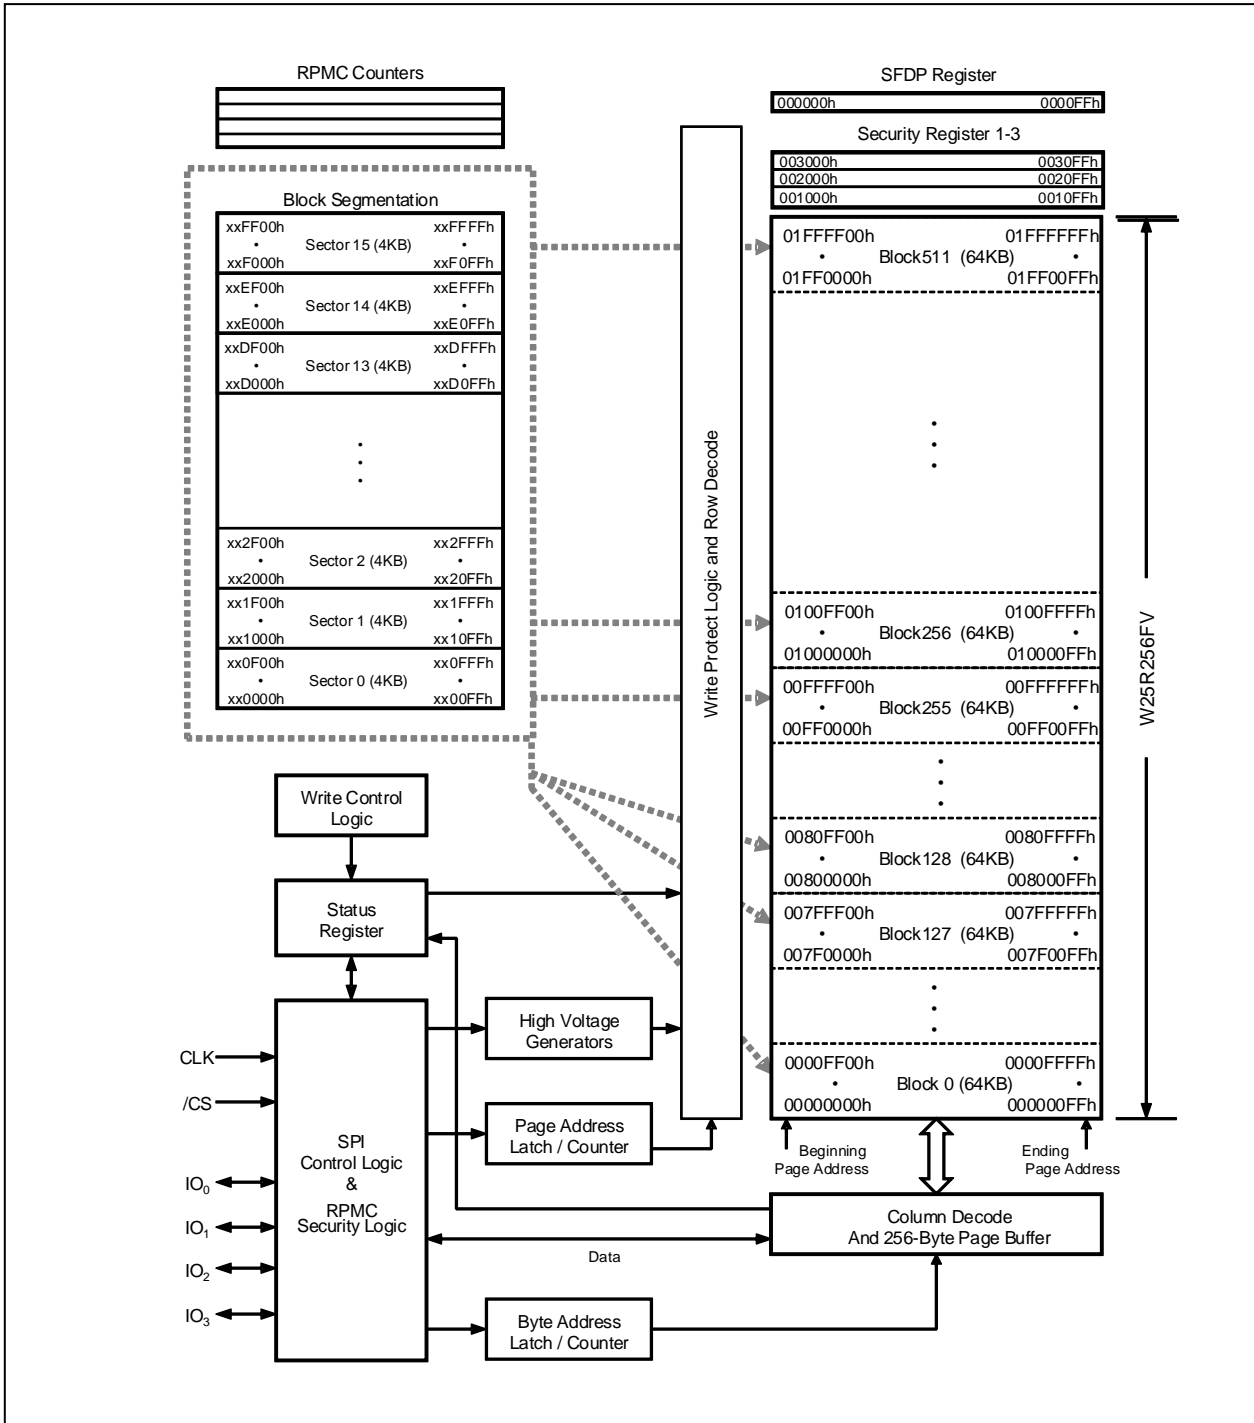 RPMC Counters
SFDP Register
000000h 0000FFh
Security Register 1-3
003000h 0030FFh
002000h 0020FFh
001000h 0010FFh
Block Segmentation
xxFF00h xxFFFFh
• Sector 15 (4KB) •
xxF000h xxF0FFh
xxEF00h xxEFFFh
• Sector 14 (4KB) •
xxE000h xxE0FFh
xxDF00h xxDFFFh
• Sector 13 (4KB) •
xxD000h xxD0FFh
xx2F00h xx2FFFh
• Sector 2 (4KB) •
xx2000h xx20FFh
xx1F00h xx1FFFh
• Sector 1 (4KB) •
xx1000h xx10FFh
xx0F00h xx0FFFh
• Sector 0 (4KB) •
xx0000h xx00FFh
Write Protect Logic and Row Decode
01FFFF00h 01FFFFFFh
• Block511 (64KB) •
01FF0000h 01FF00FFh
0100FF00h 0100FFFFh
• Block256 (64KB) •
01000000h 010000FFh
00FFFF00h 00FFFFFFh
• Block255 (64KB) •
00FF0000h 00FF00FFh
0080FF00h 0080FFFFh
• Block128 (64KB) •
00800000h 008000FFh
007FFF00h 007FFFFFh
• Block127 (64KB) •
007F0000h 007F00FFh
0000FF00h 0000FFFFh
• Block 0 (64KB) •
00000000h 000000FFh
W25R256FV
Beginning
Page Address
Ending
Page Address
Write Control
Logic
Status
Register
High Voltage
Generators
CLK
/CS
Page Address
Latch / Counter
SPI
Control Logic
&
RPMC
Security Logic
IO0
IO1
IO2
IO3
Column Decode
And 256-Byte Page Buffer
Data
Byte Address
Latch / Counter